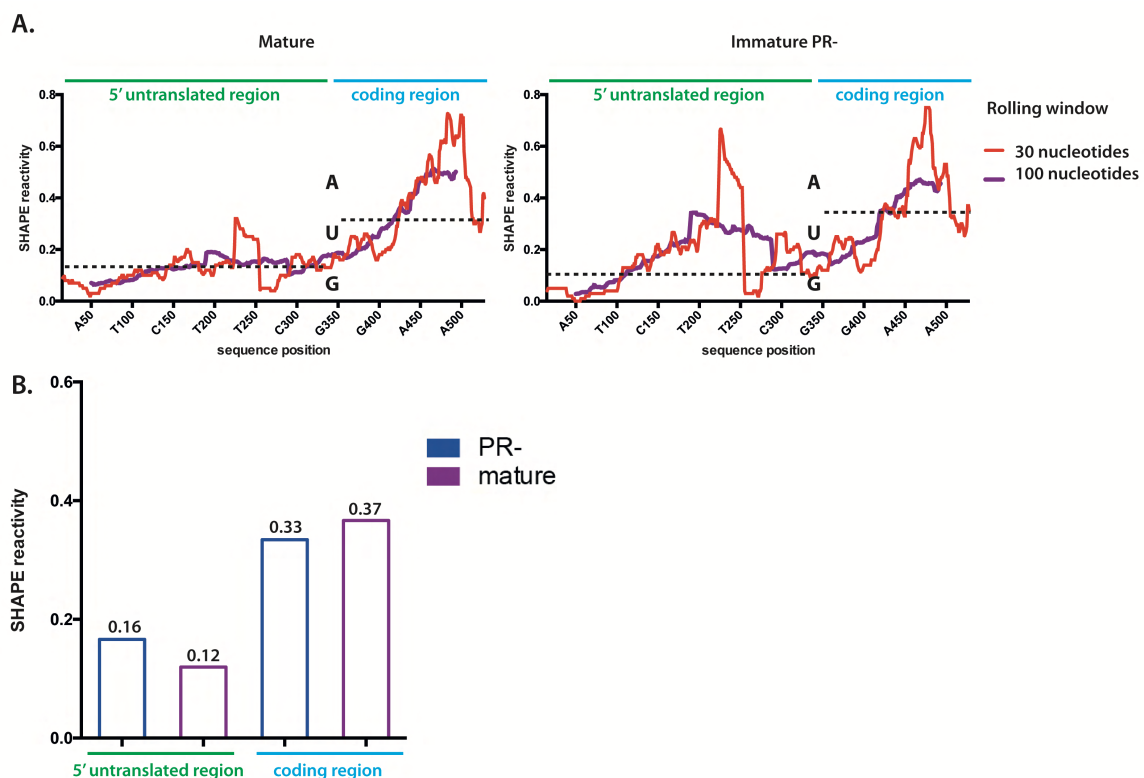 A.
Mature
Immature PR-
5' untranslated region
coding region
5' untranslated region
coding region
Rolling window
30 nucleotides
100 nucleotides
SHAPE reactivity
0.8
0.6
0.4
0.2
0.0
A
U
G
A50
T100
C150
T200
T250
C300
G350
G400
A450
A500
sequence position
SHAPE reactivity
0.8
0.6
0.4
0.2
0.0
A
U
G
A50
T100
C150
T200
T250
C300
G350
G400
A450
A500
sequence position
B.
SHAPE reactivity
0.6
0.4
0.2
0.0
PR-
mature
0.16
0.12
0.33
0.37
5' untranslated region
coding region